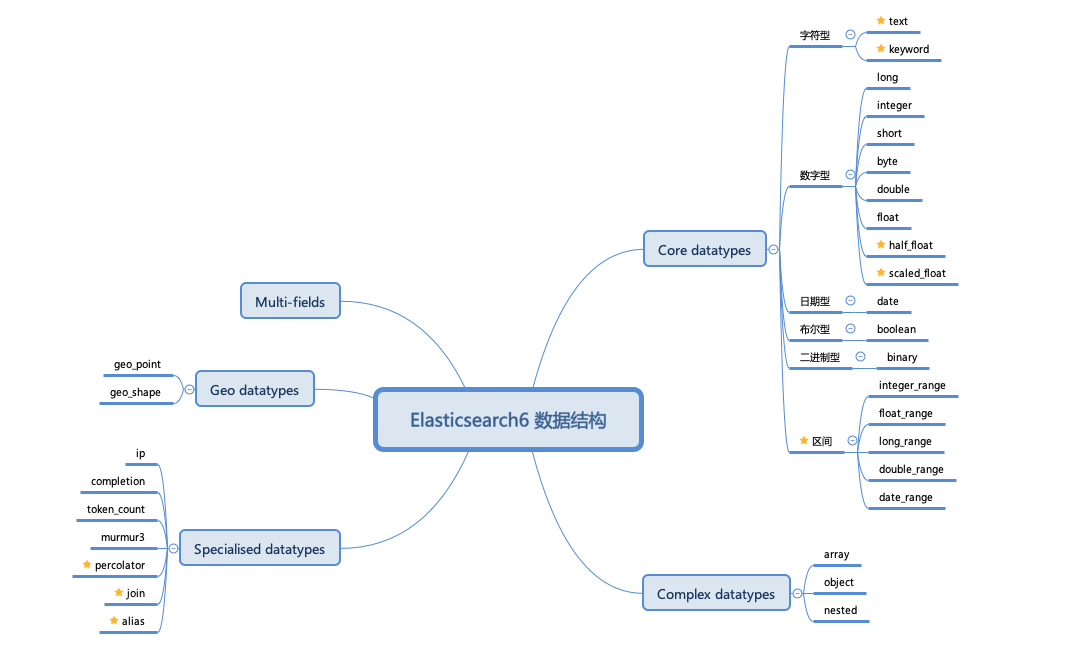 Elasticsearch6 数据结构
Core datatypes
字符型
text
keyword
数字型
long
integer
short
byte
double
float
half_float
scaled_float
日期型
date
布尔型
boolean
二进制型
binary
区间
integer_range
float_range
long_range
double_range
date_range
Complex datatypes
array
object
nested
Multi-fields
Geo datatypes
geo_point
geo_shape
Specialised datatypes
ip
completion
token_count
murmur3
percolator
join
alias